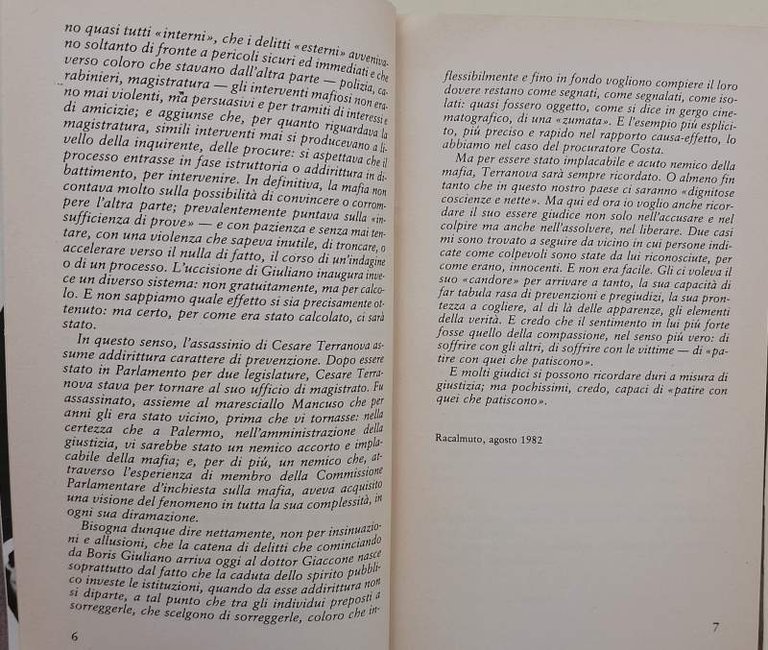 no quasi tutti «interni», che i delitti «esterni» avveniva-
no soltanto di fronte a pericoli sicuri ed immediati e che
verso coloro che stavano dall'altra parte — polizia, ca-
rabinieri, magistratura — gli interventi mafiosi non era-
no mai violenti, ma persuasivi e per tramiti di interessi e
di amicizie; e aggiunse che, per quanto riguardava la
magistratura, simili interventi mai si producevano a li-
vello della inquirente, delle procure: si aspettava che il
processo entrasse in fase istruttoria o addirittura in di-
battimento, per intervenire. In definitiva, la mafia non
contava molto sulla possibilità di convincere o corrom-
pere l'altra parte; prevalentemente puntava sulla «in-
sufficienza di prove» — e con pazienza e senza mai ten-
tare, con una violenza che sapeva inutile, di troncare, o
accelerare verso il nulla di fatto, il corso di un'indagine
o di un processo. L'uccisione di Giuliano inaugura inve-
ce un diverso sistema: non gratuitamente, ma per calco-
lo. E non sappiamo quale effetto si sia precisamente ot-
tenuto: ma certo, per come era stato calcolato, ci sarà
stato.
In questo senso, l'assassinio di Cesare Terranova as-
sume addirittura carattere di prevenzione. Dopo essere
stato in Parlamento per due legislature, Cesare Terra-
nova stava per tornare al suo ufficio di magistrato. Fu
assassinato, assieme al maresciallo Mancuso che per
anni gli era stato vicino, prima che vi tornasse: nella
certezza che a Palermo, nell'amministrazione della
giustizia, vi sarebbe stato un nemico accorto e impla-
cabile della mafia; e, per di più, un nemico che, at-
traverso l'esperienza di membro della Commissione
Parlamentare d'inchiesta sulla mafia, aveva acquisito
una visione del fenomeno in tutta la sua complessità, in
ogni sua diramazione.
Bisogna dunque dire nettamente, non per insinuazio-
ni e allusioni, che la catena di delitti che cominciando
da Boris Giuliano arriva oggi al dottor Giaccone nasce
soprattutto dal fatto che la caduta dello spirito pubbli-
co investe le istituzioni, quando da esse addirittura non
si diparte, a tal punto che tra gli individui preposti a
sorreggerle, che scelgono di sorreggerle, coloro che in-
6
flessibilmente e fino in fondo vogliono compiere il loro
dovere restano come segnati, come segnalati, come iso-
lati: quasi fossero oggetto, come si dice in gergo cine-
matografico, di una «zumata». E l'esempio più esplici-
to, più preciso e rapido nel rapporto causa-effetto, lo
abbiamo nel caso del procuratore Costa.
Ma per essere stato implacabile e acuto nemico della
mafia, Terranova sarà sempre ricordato. O almeno fin
tanto che in questo nostro paese ci saranno «dignitose
coscienze e nette». Ma qui ed ora io voglio anche ricor-
dare il suo essere giudice non solo nell'accusare e nel
colpire ma anche nell'assolvere, nel liberare. Due casi
mi sono trovato a seguire da vicino in cui persone indi-
cate come colpevoli sono state da lui riconosciute, per
come erano, innocenti. E non era facile. Gli ci voleva il
suo «candore» per arrivare a tanto, la sua capacità di
far tabula rasa di prevenzioni e pregiudizi, la sua pron-
tezza a cogliere, al di là delle apparenze, gli elementi
della verità. E credo che il sentimento in lui più forte
fosse quello della compassione, nel senso più vero: di
soffrire con gli altri, di soffrire con le vittime — di «pa-
tire con quei che patiscono».
E molti giudici si possono ricordare duri a misura di
giustizia; ma pochissimi, credo, capaci di «patire con
quei che patiscono».
Racalmuto, agosto 1982
7